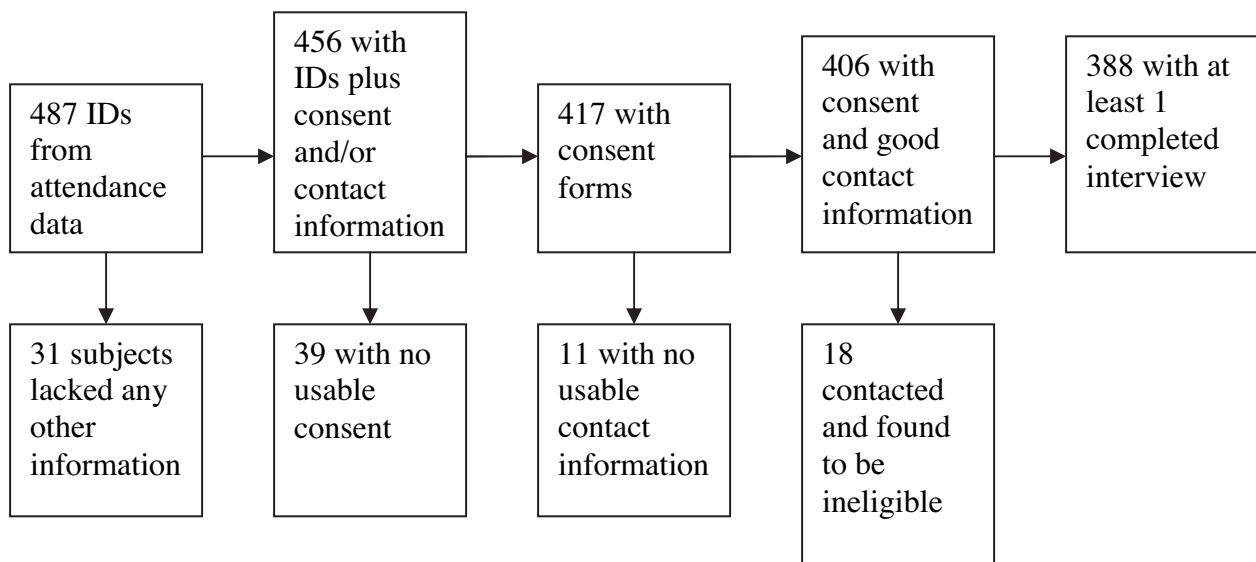 487 IDs
from
attendance
data
456 with
IDs plus
consent
and/or
contact
information
417 with
consent
forms
406 with
consent
and good
contact
information
388 with at
least 1
completed
interview
31 subjects
lacked any
other
information
39 with no
usable
consent
11 with no
usable
contact
information
18
contacted
and found
to be
ineligible